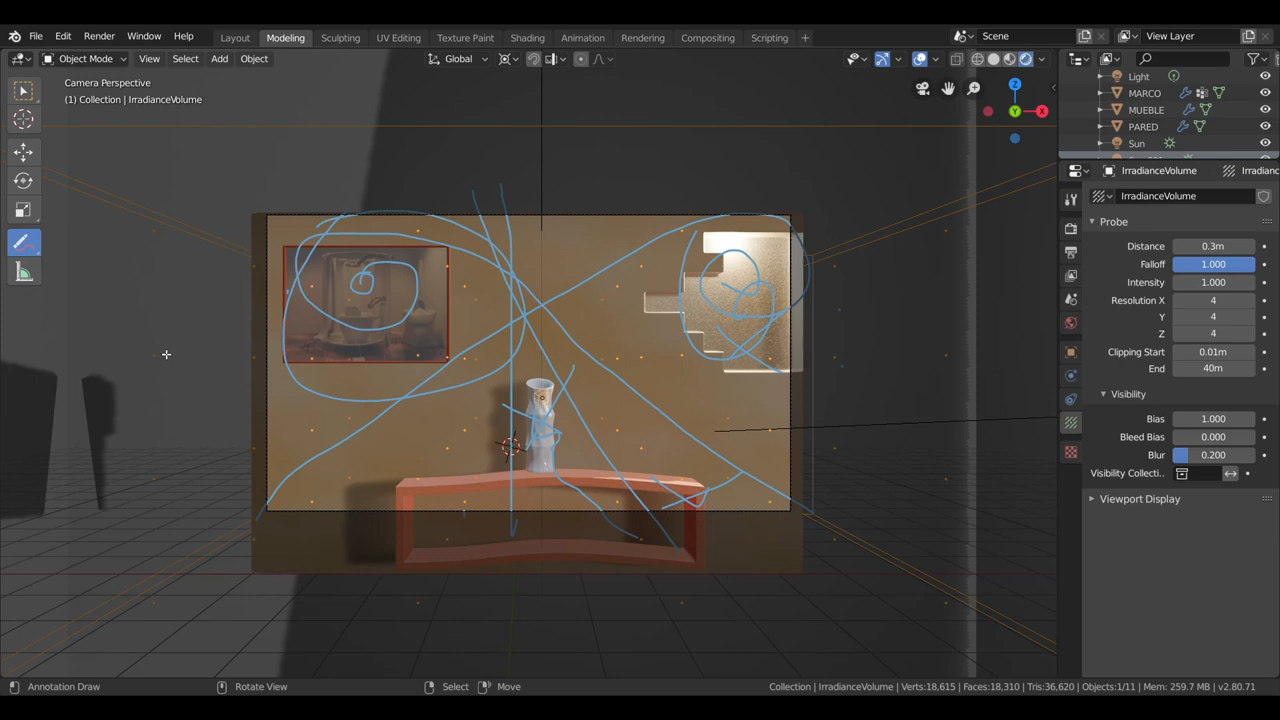 File Edit Render Window Help Layout Modeling Sculpting UV Editing Texture Paint Shading Animation Rendering Compositing Scripting + Scene View Layer
Object Mode View Select Add Object Global
Camera Perspective
(1) Collection | IrradianceVolume
Z
Y
X
Light
MARCO
MUEBLE
PARED
Sun
IrradianceVolume Irradianc
IrradianceVolume
Probe
Distance 0.3m
Falloff 1.000
Intensity 1.000
Resolution X 4
Y 4
Z 4
Clipping Start 0.01m
End 40m
Visibility
Bias 1.000
Bleed Bias 0.000
Blur 0.200
Visibility Collecti..
Viewport Display
Annotation Draw Rotate View Select Move Collection | IrradianceVolume | Verts:18,615 | Faces:18,310 | Tris:36,620 | Objects:1/11 | Mem: 259.7 MB | v2.80.71